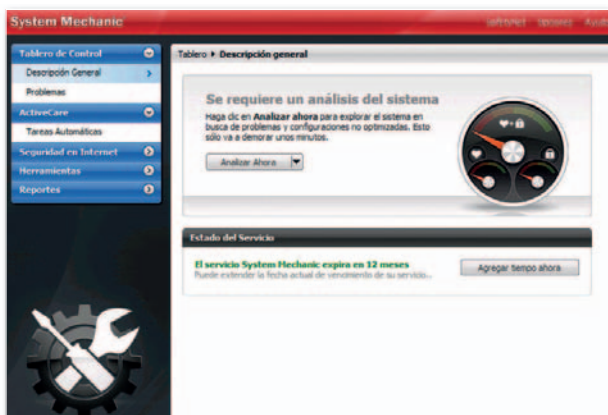 System Mechanic
Opciones Ayuda
Tablero de Control
Tablero Descripción general
Descripción General
Problemas
ActiveCare
Tareas Automáticas
Seguridad en Internet
Herramientas
Reportes
Se requiere un análisis del sistema
Haga clic en Analizar ahora para explorar el sistema en
busca de problemas y configuraciones no optimizadas. Esto
sólo va a demorar unos minutos.
Analizar Ahora
Estado del Servicio
El servicio System Mechanic expira en 12 meses
Puede extender la fecha actual de vencimiento de su servicio...
Agregar tiempo ahora